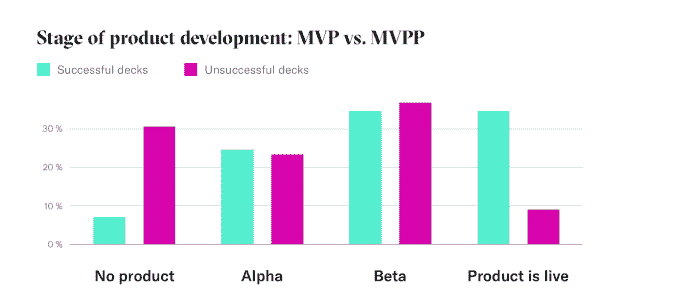 Stage of product development: MVP vs. MVPP
Successful decks Unsuccessful decks
30 %
20 %
10 %
0 %
No product Alpha Beta Product is live